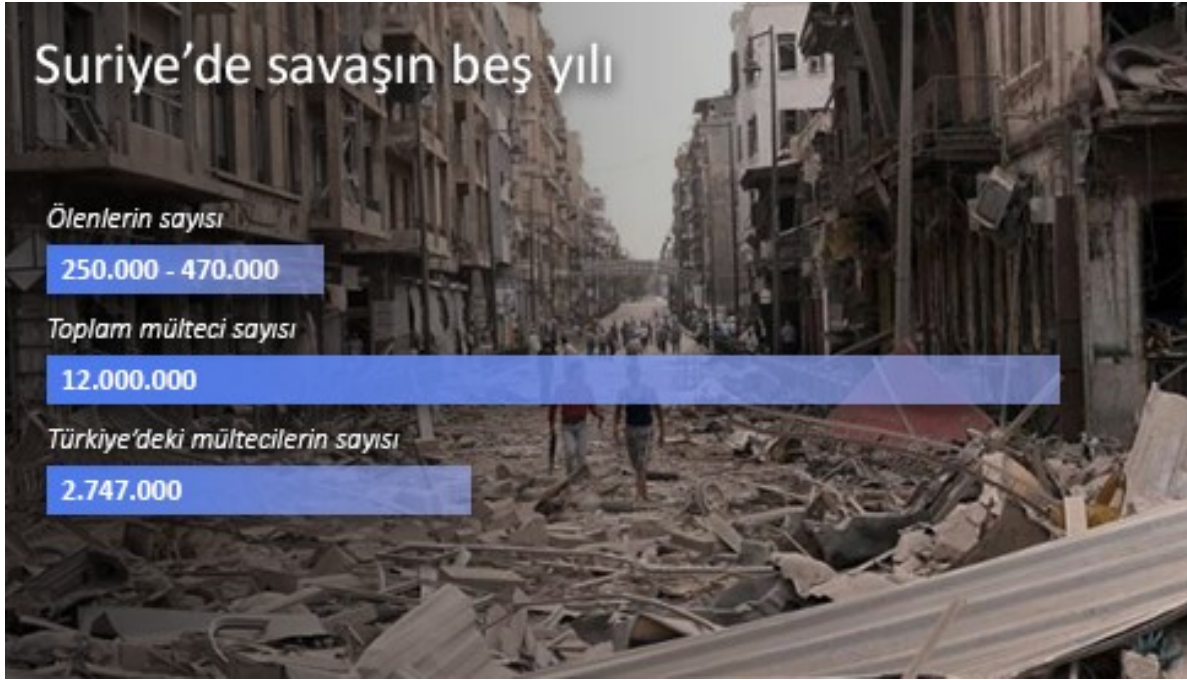 Suriye’de savaşın beş yılı
Ölenlerin sayısı
250.000 - 470.000
Toplam mülteci sayısı
12.000.000
Türkiye’deki mültecilerin sayısı
2.747.000